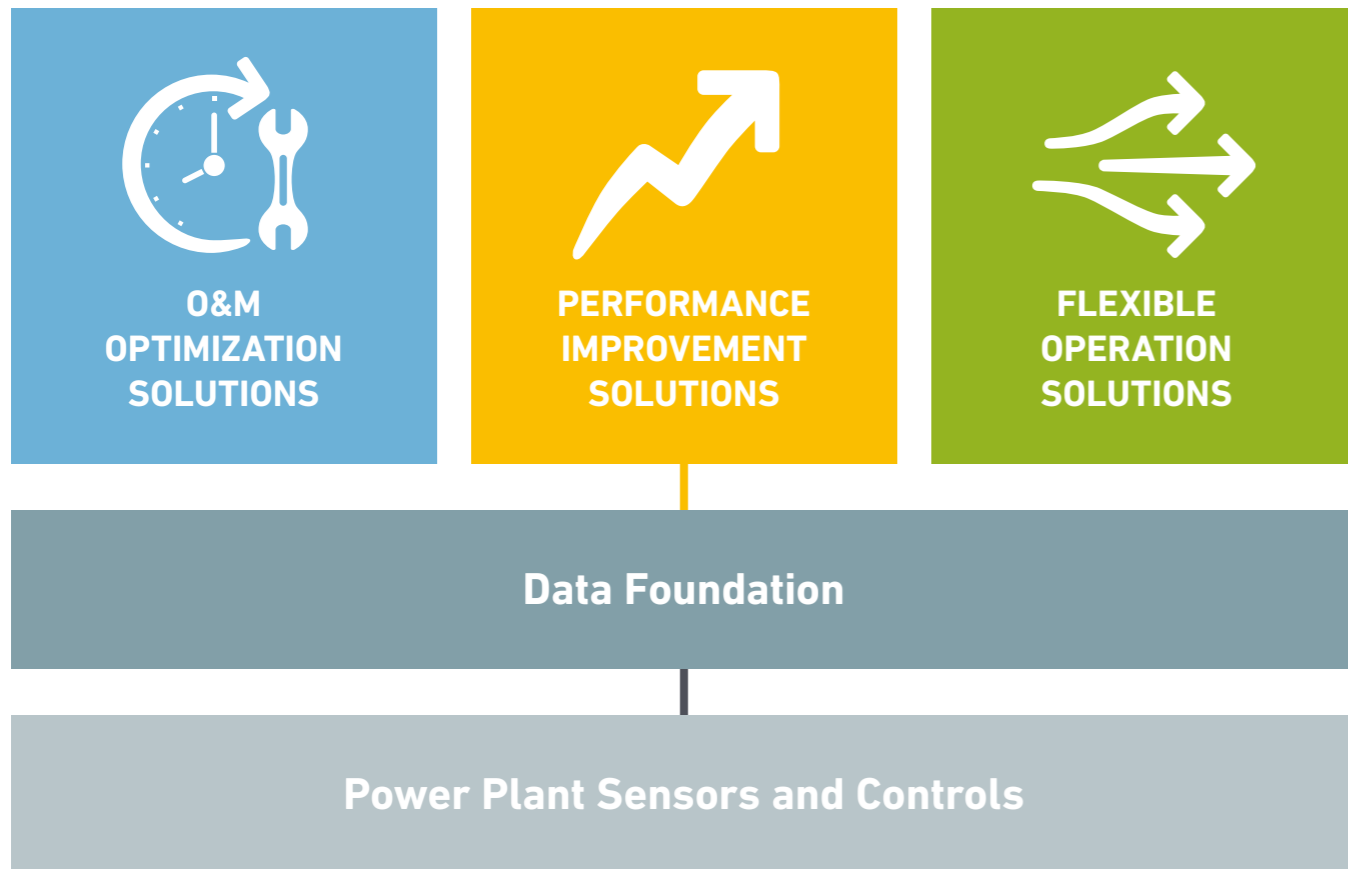 O&M
OPTIMIZATION
SOLUTIONS
PERFORMANCE
IMPROVEMENT
SOLUTIONS
FLEXIBLE
OPERATION
SOLUTIONS
Data Foundation
Power Plant Sensors and Controls